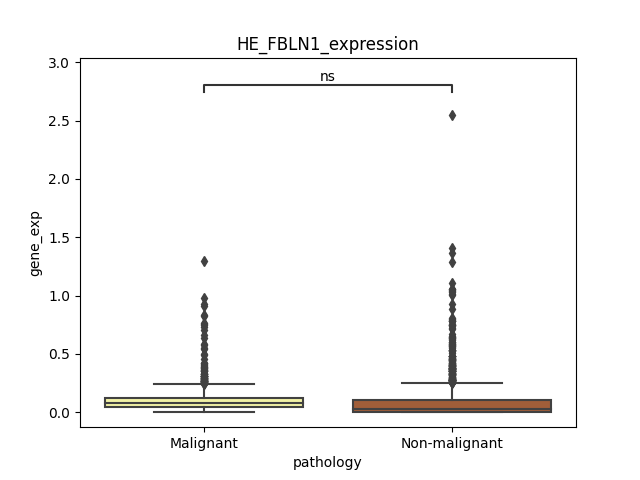 HE_FBLN1_expression
3.0
2.5
2.0
1.5
1.0
0.5
0.0
gene_exp
ns
Malignant
Non-malignant
pathology